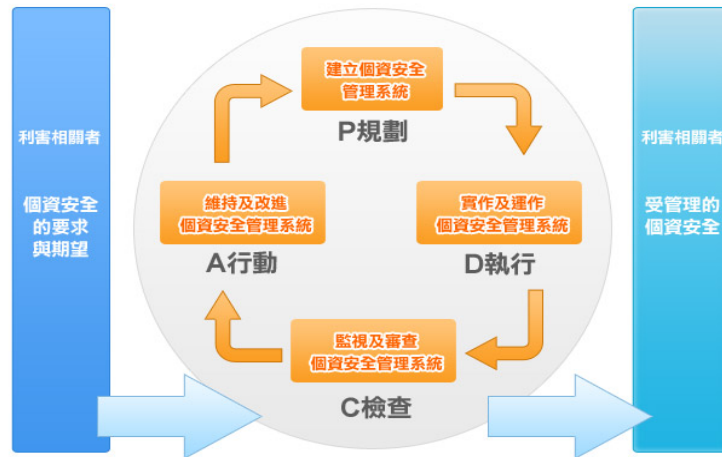 利害相關者
個資安全
的要求
與期望
建立個資安全
管理系統
P規劃
實作及運作
個資安全管理系統
D執行
監視及審查
個資安全管理系統
C檢查
維持及改進
個資安全管理系統
A行動
利害相關者
受管理的
個資安全